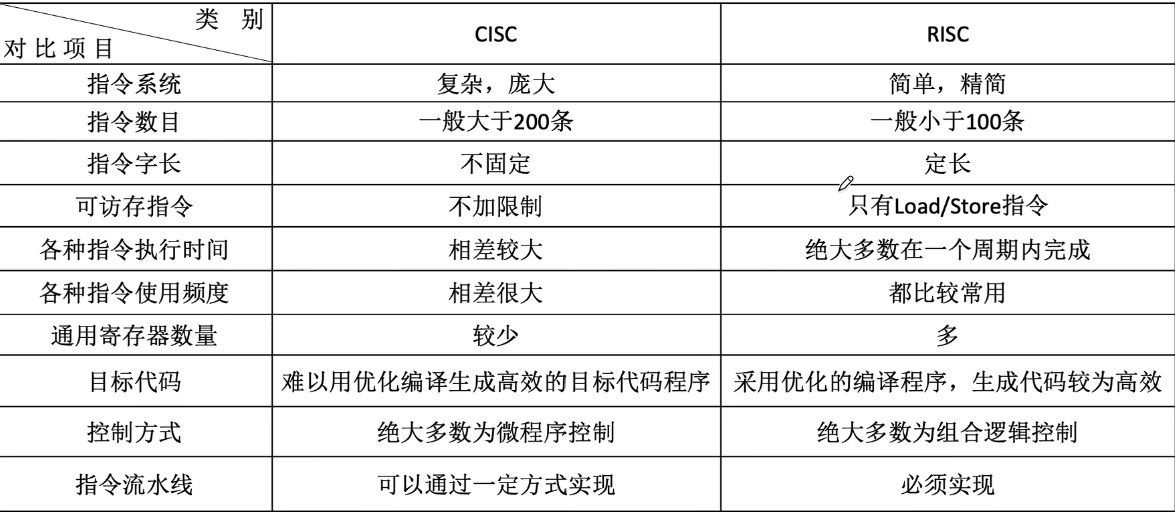 类 别 CISC RISC
对比项目
指令系统 复杂，庞大 简单，精简
指令数目 一般大于200条 一般小于100条
指令字长 不固定 定长
可访存指令 不加限制 只有Load/Store指令
各种指令执行时间 相差较大 绝大多数在一个周期内完成
各种指令使用频度 相差很大 都比较常用
通用寄存器数量 较少 多
目标代码 难以用优化编译生成高效的目标代码程序 采用优化的编译程序，生成代码较为高效
控制方式 绝大多数为微程序控制 绝大多数为组合逻辑控制
指令流水线 可以通过一定方式实现 必须实现